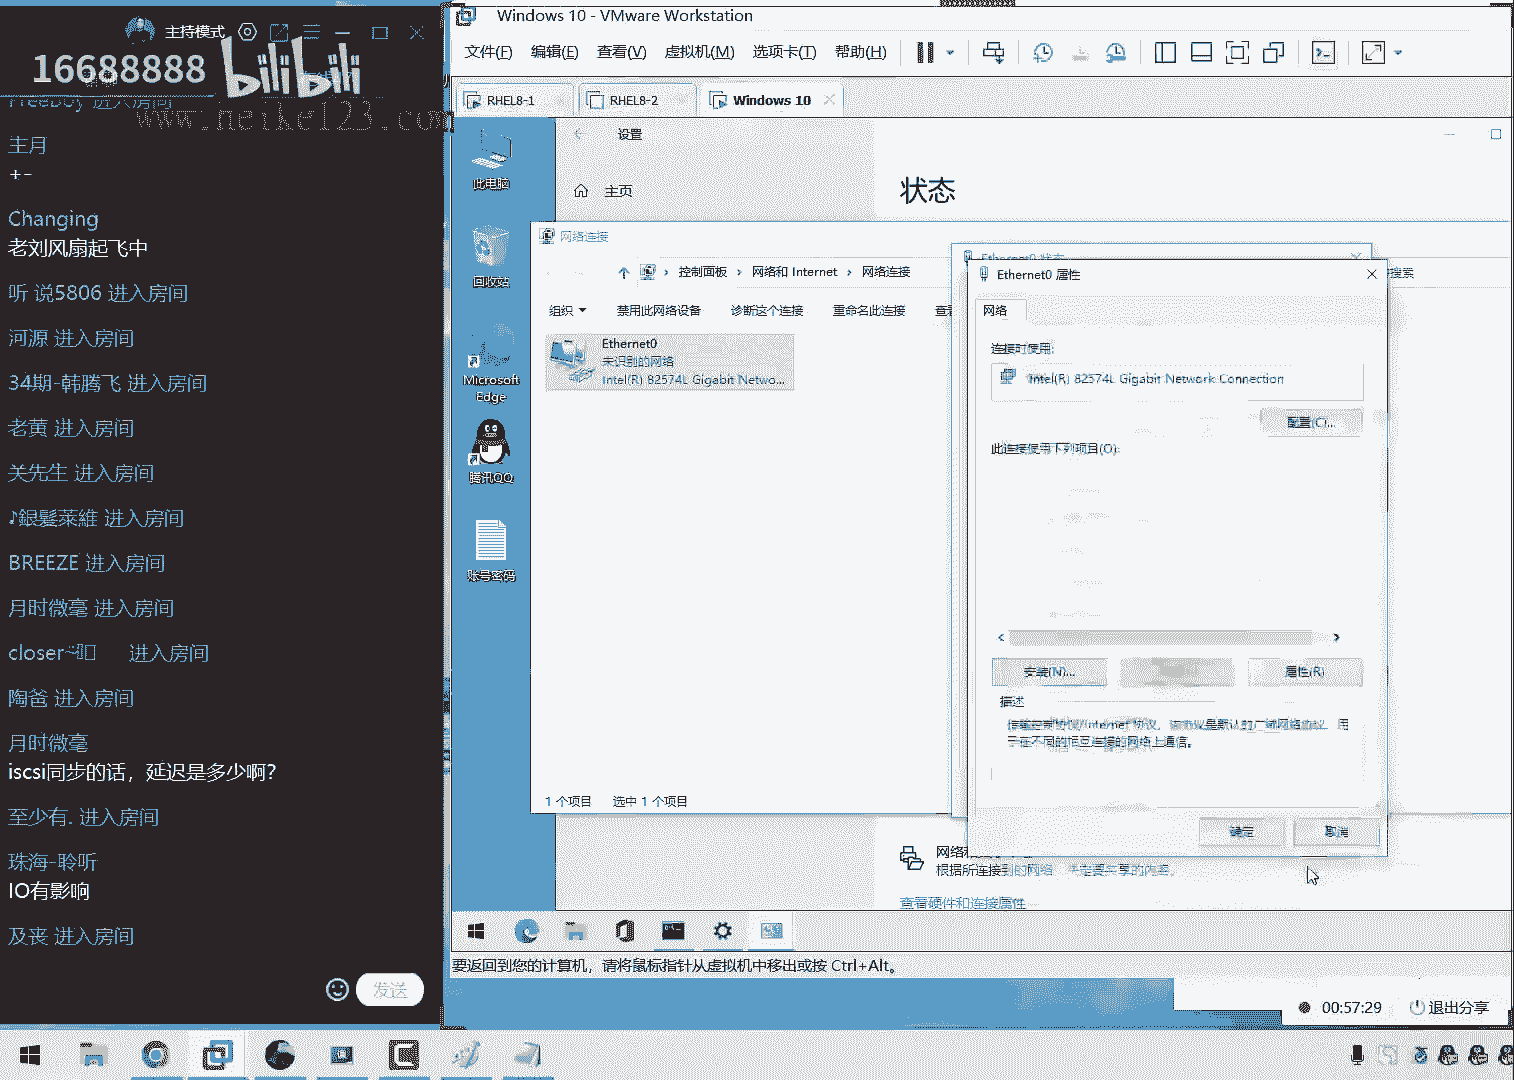 主持模式
16688888
bilibili
www.heike123.com
进入房间
主月
+-
Changing
老刘风扇起飞中
听 说5806 进入房间
河源 进入房间
34期-韩腾飞 进入房间
老黄 进入房间
关先生 进入房间
♪銀髮萊維 进入房间
BREEZE 进入房间
月时微毫 进入房间
closer 进入房间
陶爸 进入房间
月时微毫
iscsi同步的话，延迟是多少啊？
至少有. 进入房间
珠海-聆听
IO有影响
及丧 进入房间
发送
Windows 10 - VMware Workstation
文件(F) 编辑(E) 查看(V) 虚拟机(M) 选项卡(T) 帮助(H)
RHEL8-1 RHEL8-2 Windows 10
此电脑
回收站
Microsoft
Edge
腾讯QQ
账号密码
设置
主页
状态
网络连接
控制面板 网络和 Internet 网络连接
搜索
组织 禁用此网络设备 诊断这个连接 重命名此连接
Ethernet0
未识别的网络
Intel(R) 82574L Gigabit Netwo...
1 个项目 选中 1 个项目
Ethernet0 状态
Ethernet0 属性
网络
连接时使用:
Intel(R) 82574L Gigabit Network Connection
配置(C)...
此连接使用下列项目(O):
安装(N)... 属性(R)
描述
传输控制协议/Internet 协议。该协议是默认的广域网络协议，用
于在不同的相互连接的网络上通信。
确定 取消
根据所连接到的网络，决定要共享的内容。
查看硬件和连接属性
要返回到您的计算机，请将鼠标指针从虚拟机中移出或按 Ctrl+Alt。
00:57:29 退出分享